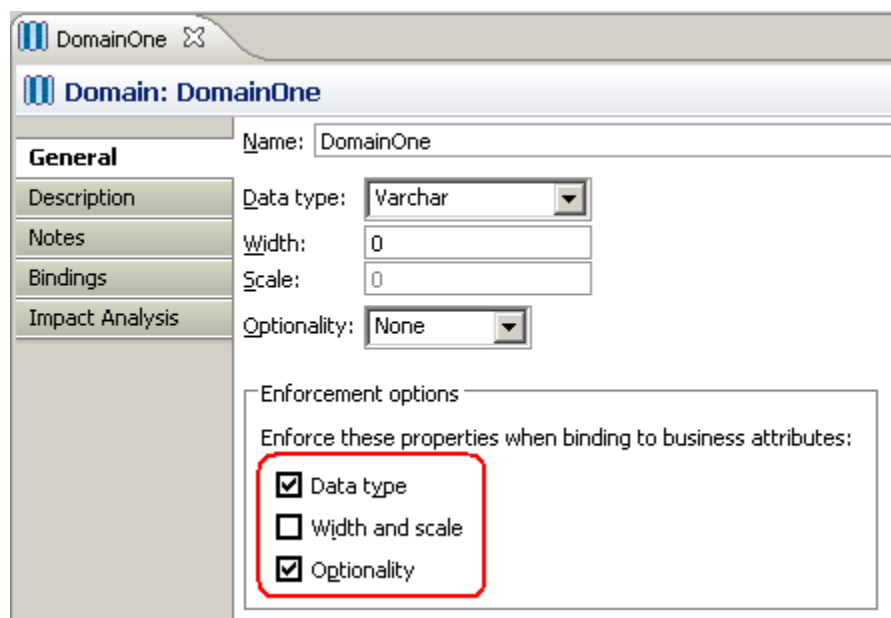 DomainOne
Domain: DomainOne
General
Description
Notes
Bindings
Impact Analysis
Name: DomainOne
Data type: Varchar
Width: 0
Scale: 0
Optionality: None
Enforcement options
Enforce these properties when binding to business attributes:
Data type
Width and scale
Optionality